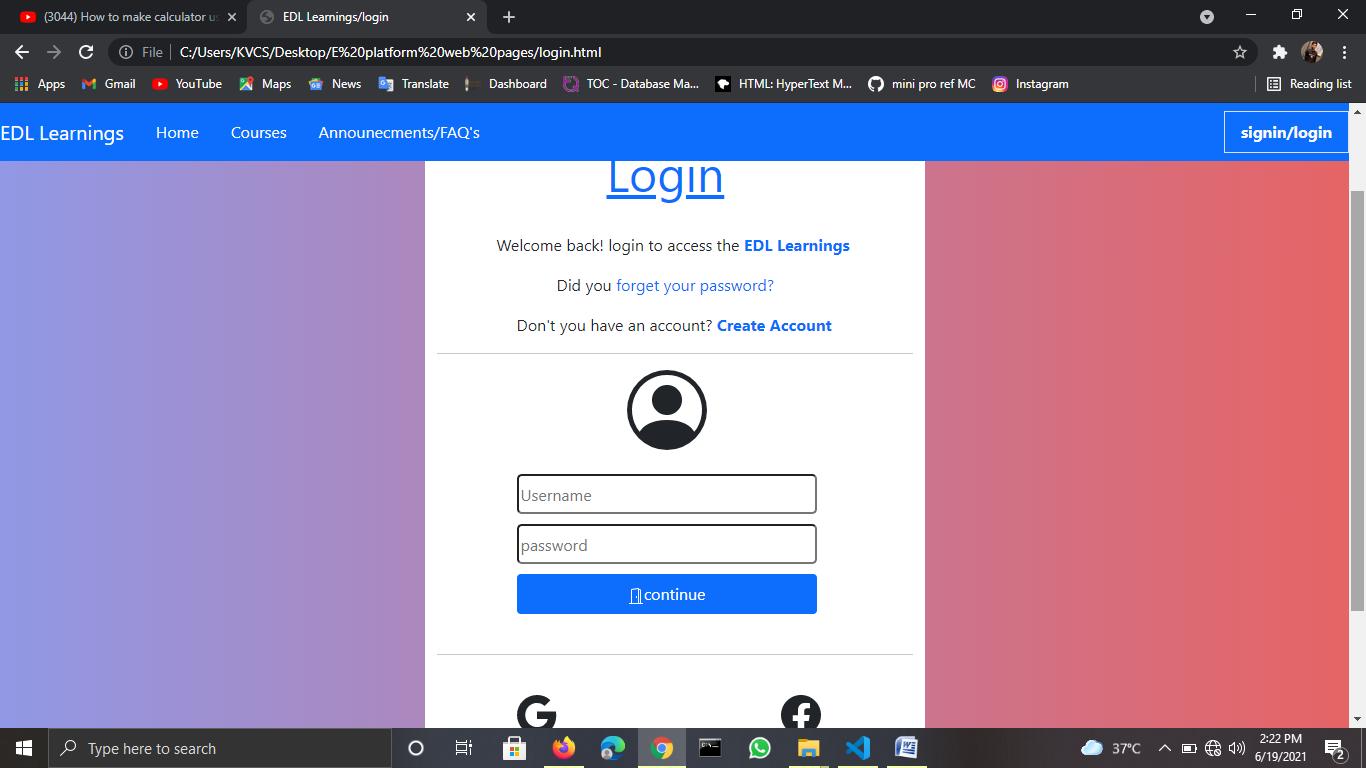 (3044) How to make calculator u
EDL Learnings/login
File
C:/Users/KVCS/Desktop/E%20platform%20web%20pages/login.html
Apps
Gmail
YouTube
Maps
News
Translate
Dashboard
TOC - Database Ma...
HTML: HyperText M...
mini pro ref MC
Instagram
Reading list
EDL Learnings
Home
Courses
Announecments/FAQ's
signin/login
Login
Welcome back! login to access the EDL Learnings
Did you forget your password?
Don't you have an account? Create Account
Username
password
continue
Type here to search
37°C
2:22 PM
6/19/2021
2